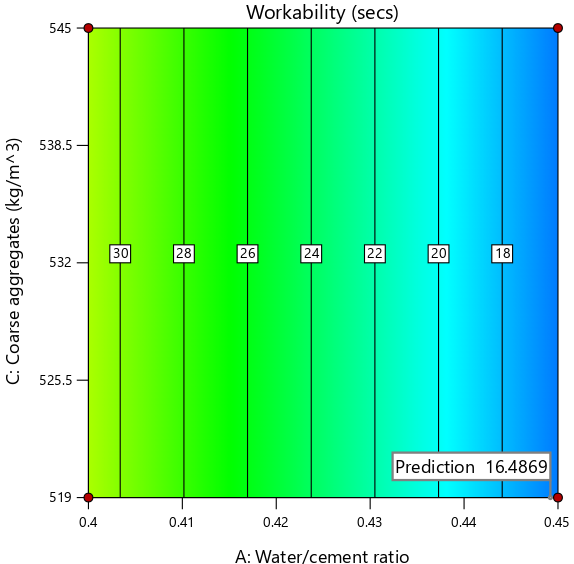 Workability (secs)
545
538.5
532
525.5
519
C: Coarse aggregates (kg/m^3)
30 28 26 24 22 20 18
Prediction 16.4869
0.4 0.41 0.42 0.43 0.44 0.45
A: Water/cement ratio